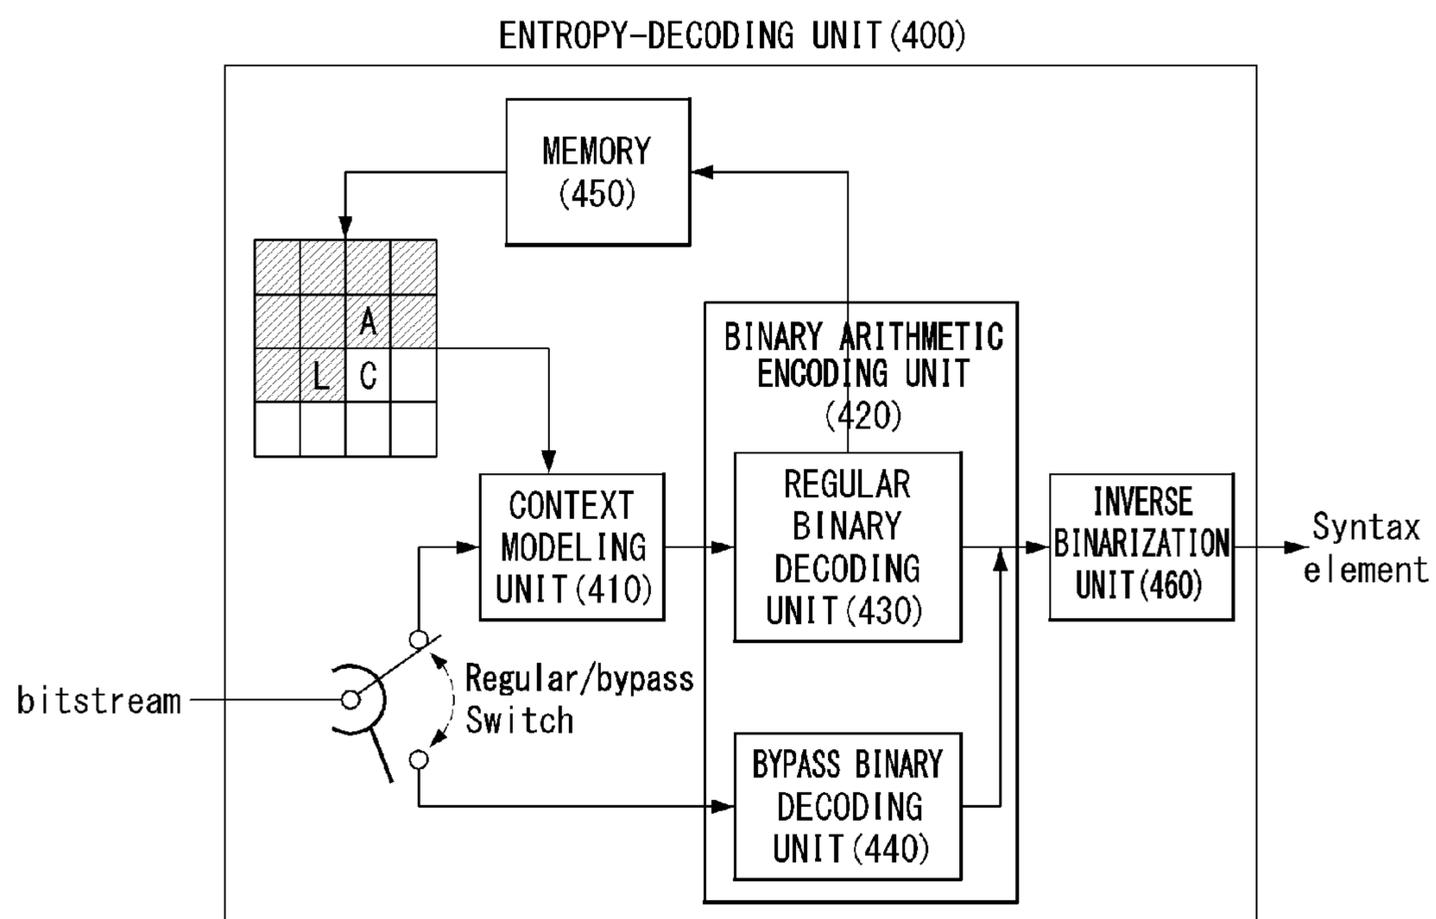 ENTROPY-DECODING UNIT(400)
MEMORY
(450)
A
L C
BINARY ARITHMETIC
ENCODING UNIT
(420)
CONTEXT
MODELING
UNIT(410)
REGULAR
BINARY
DECODING
UNIT(430)
INVERSE
BINARIZATION
UNIT(460)
Syntax
element
bitstream
Regular/bypass
Switch
BYPASS BINARY
DECODING
UNIT(440)